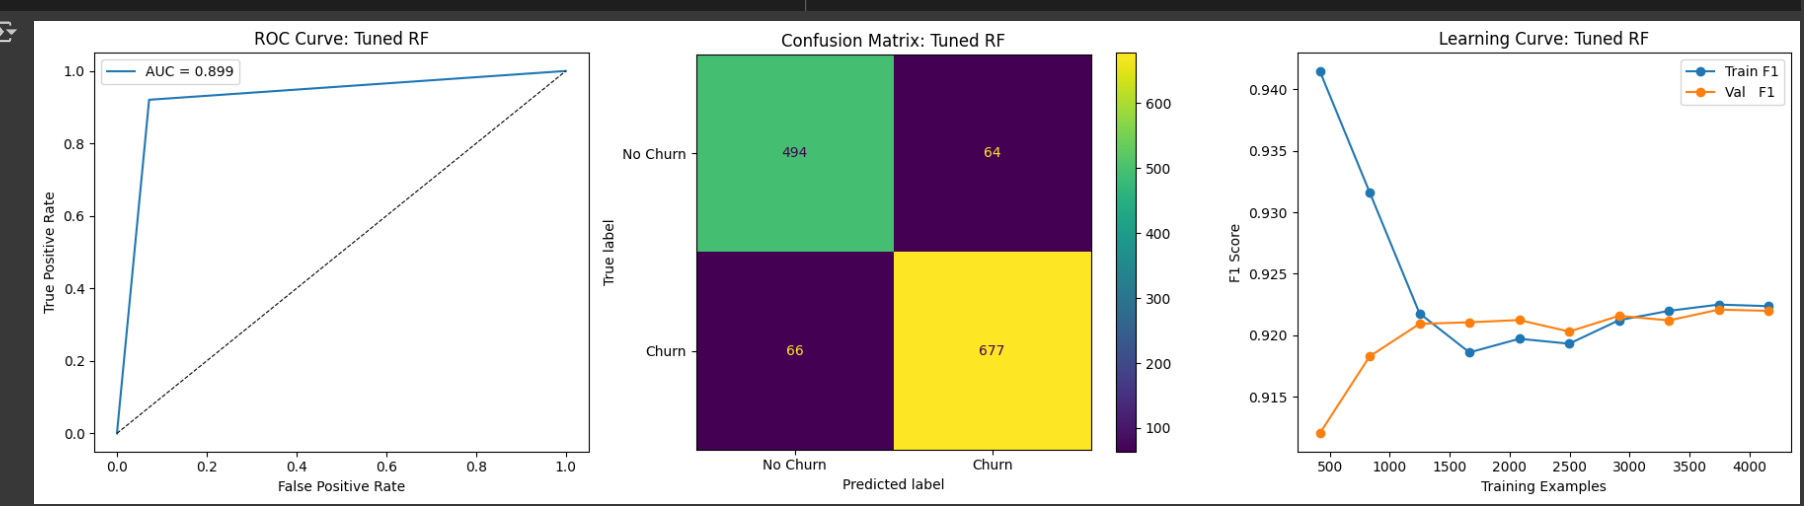 ROC Curve: Tuned RF
AUC = 0.899
1.0
0.8
0.6
0.4
0.2
0.0
True Positive Rate
0.0 0.2 0.4 0.6 0.8 1.0
False Positive Rate
Confusion Matrix: Tuned RF
No Churn
494 64
Churn
66 677
True label
No Churn Churn
Predicted label
600
500
400
300
200
100
Learning Curve: Tuned RF
Train F1
Val F1
0.940
0.935
0.930
0.925
0.920
0.915
F1 Score
500 1000 1500 2000 2500 3000 3500 4000
Training Examples